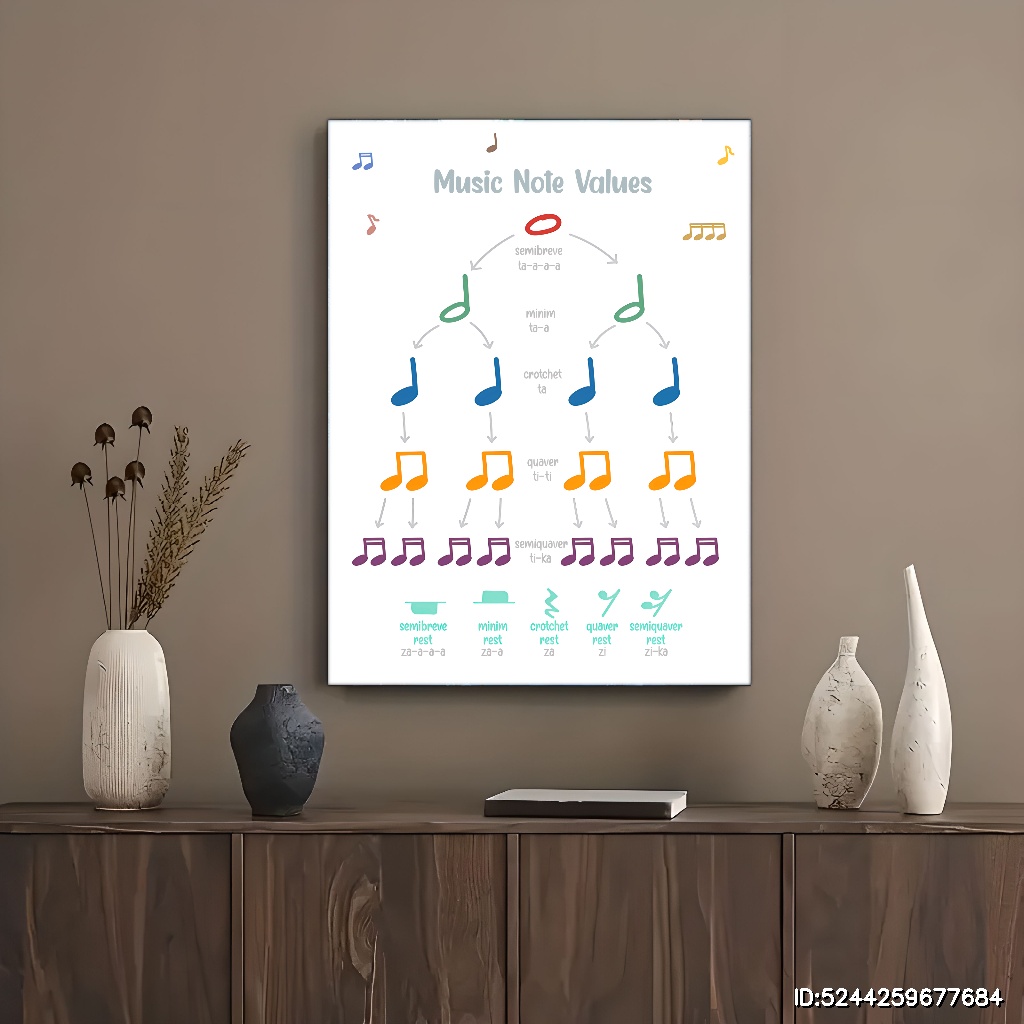 Music Note Values
semibreve
ta-a-a-a
minim
ta-a
crotchet
ta
quaver
ti-ti
semiquaver
ti-ka
semibreve rest
za-a-a-a
minim rest
za-a
crotchet rest
za
quaver rest
zi
semiquaver rest
zi-ka
ID:5244259677684